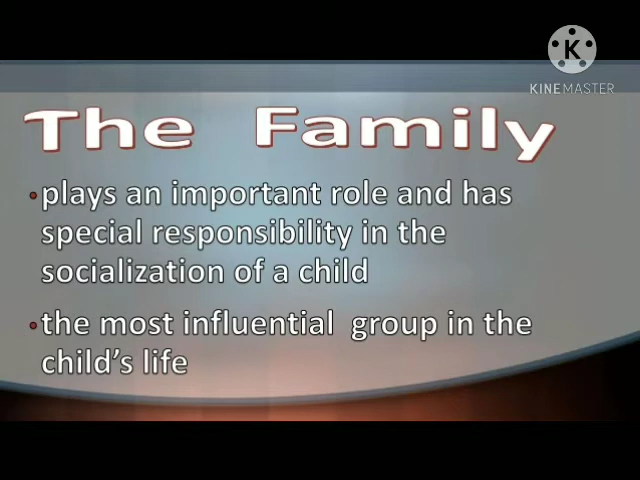 K
KINEMASTER
The Family
•plays an important role and has
special responsibility in the
socialization of a child
•the most influential group in the
child's life